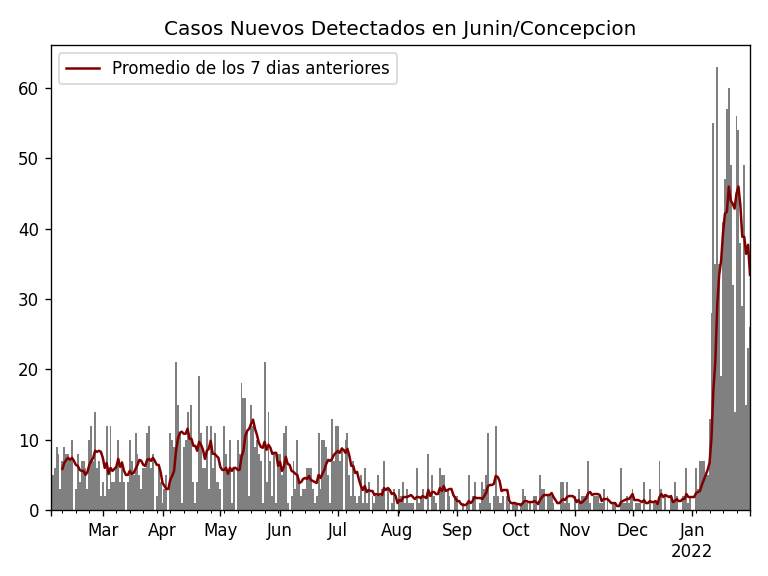 Casos Nuevos Detectados en Junin/Concepcion
Promedio de los 7 dias anteriores
60
50
40
30
20
10
0
Mar Apr May Jun Jul Aug Sep Oct Nov Dec Jan
2022